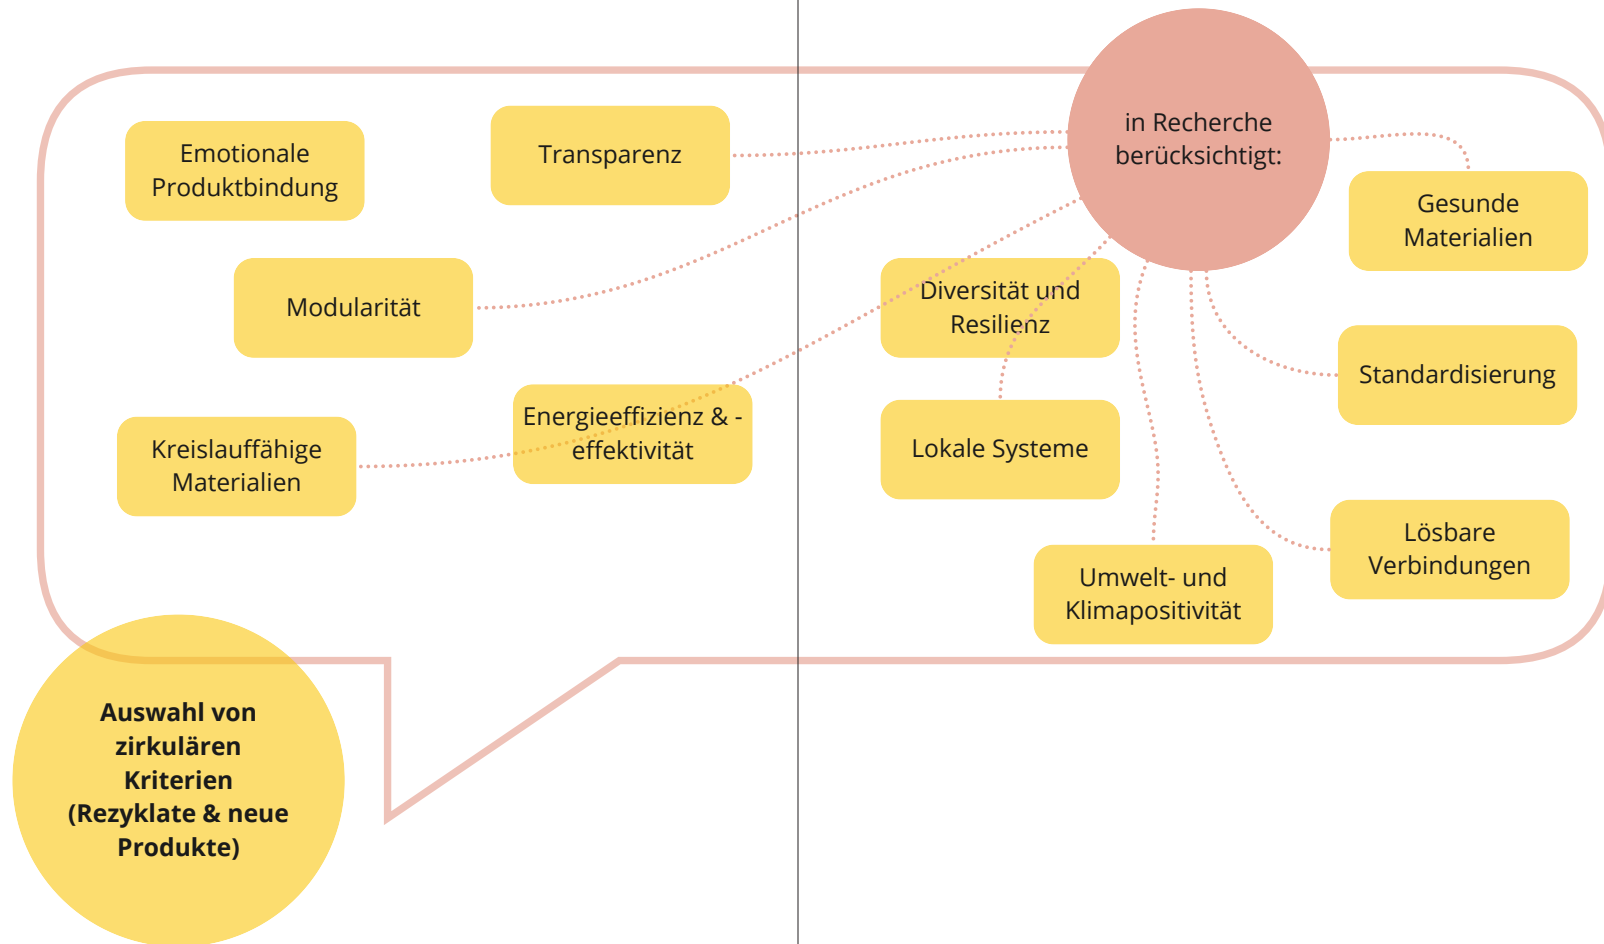 in Recherche
berücksichtigt:
Emotionale
Produktbindung
Transparenz
Gesunde
Materialien
Modularität
Diversität und
Resilienz
Standardisierung
Kreislauffähige
Materialien
Energieeffizienz & -
effektivität
Lokale Systeme
Lösbare
Verbindungen
Umwelt- und
Klimapositivität
Auswahl von
zirkulären
Kriterien
(Rezyklate & neue
Produkte)